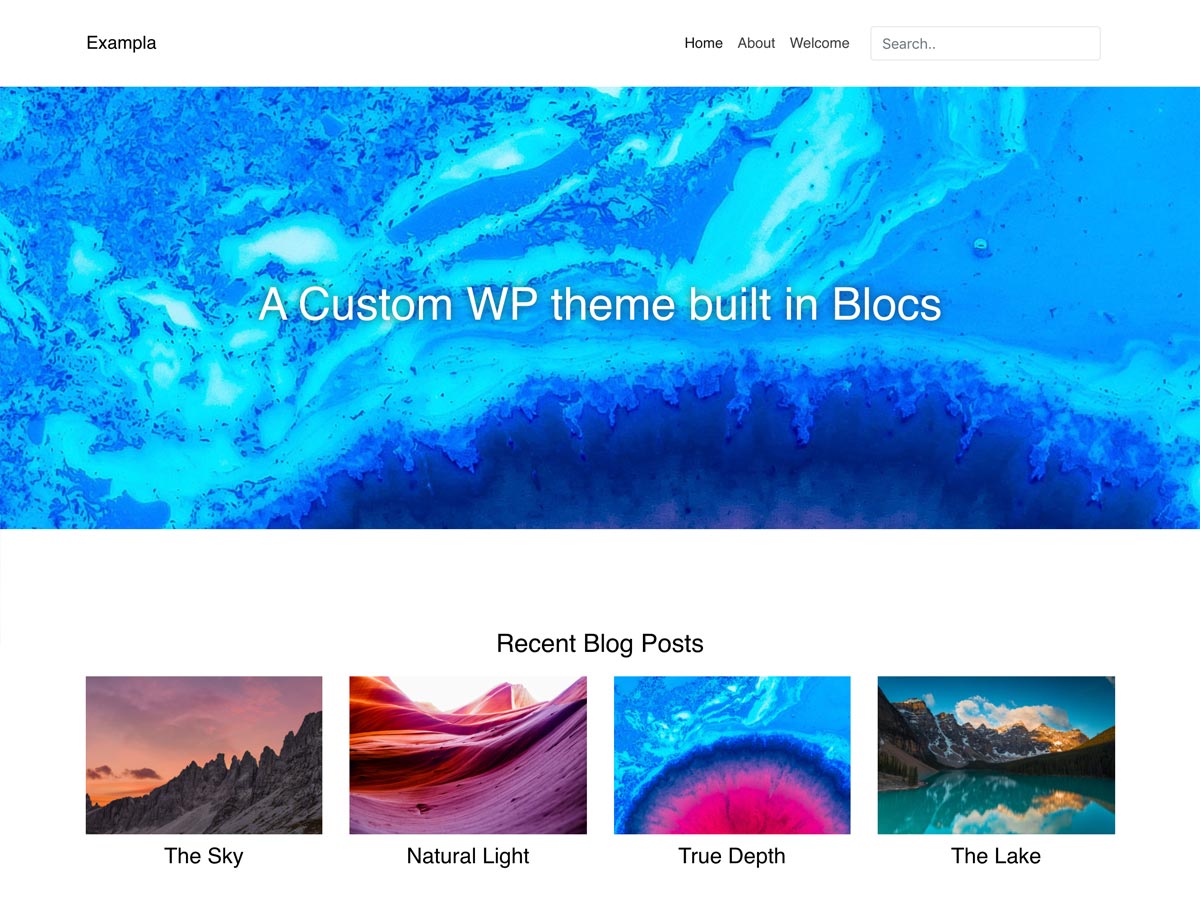 Exampla
Home About Welcome Search..
A Custom WP theme built in Blocs
Recent Blog Posts
The Sky Natural Light True Depth The Lake